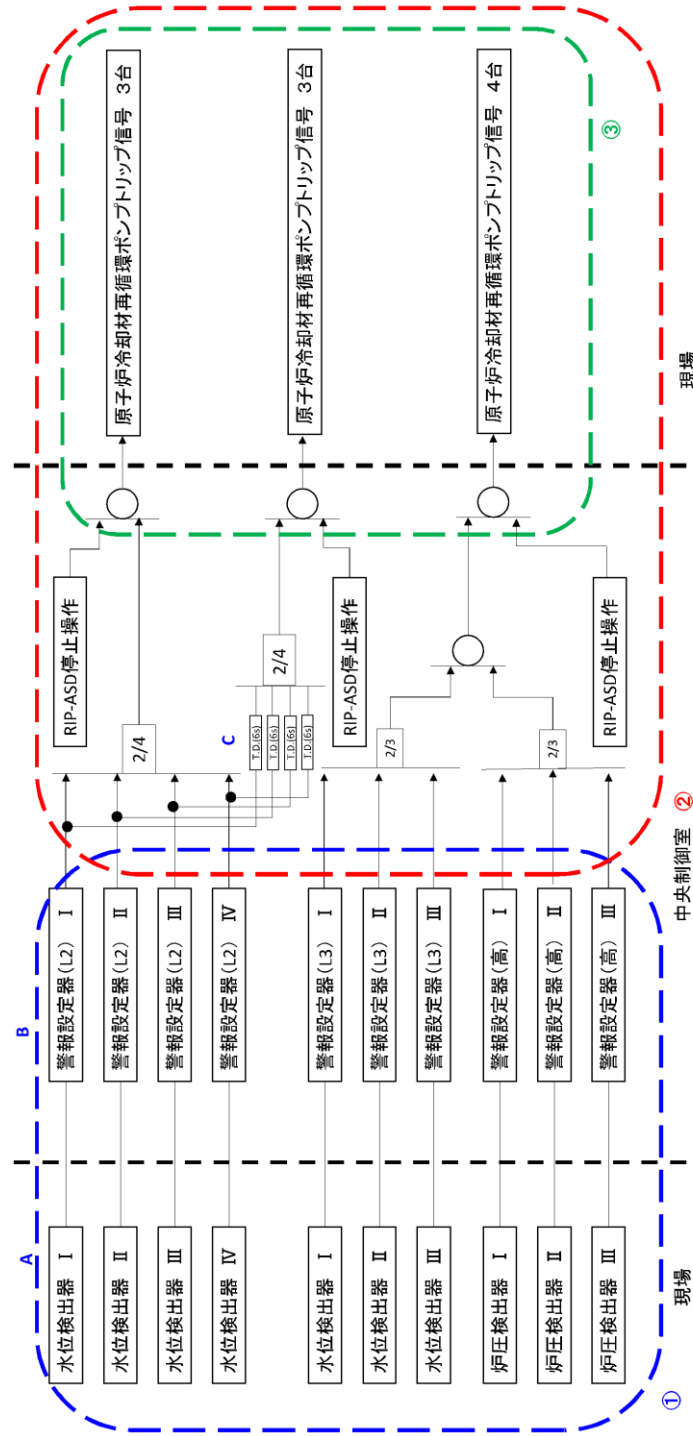 A
B
水位検出器 Ⅰ
警報設定器(L2) Ⅰ
水位検出器 Ⅱ
警報設定器(L2) Ⅱ
水位検出器 Ⅲ
警報設定器(L2) Ⅲ
水位検出器 Ⅳ
警報設定器(L2) Ⅳ
水位検出器 Ⅰ
警報設定器(L3) Ⅰ
水位検出器 Ⅱ
警報設定器(L3) Ⅱ
水位検出器 Ⅲ
警報設定器(L3) Ⅲ
炉圧検出器 Ⅰ
警報設定器(高) Ⅰ
炉圧検出器 Ⅱ
警報設定器(高) Ⅱ
炉圧検出器 Ⅲ
警報設定器(高) Ⅲ
RIP-ASD停止操作
2/4
C
T.D.(6s)
T.D.(6s)
T.D.(6s)
T.D.(6s)
2/4
RIP-ASD停止操作
2/3
2/3
RIP-ASD停止操作
原子炉冷却材再循環ポンプトリップ信号 3台
原子炉冷却材再循環ポンプトリップ信号 3台
原子炉冷却材再循環ポンプトリップ信号 4台
③
①
現場
中央制御室
②
現場